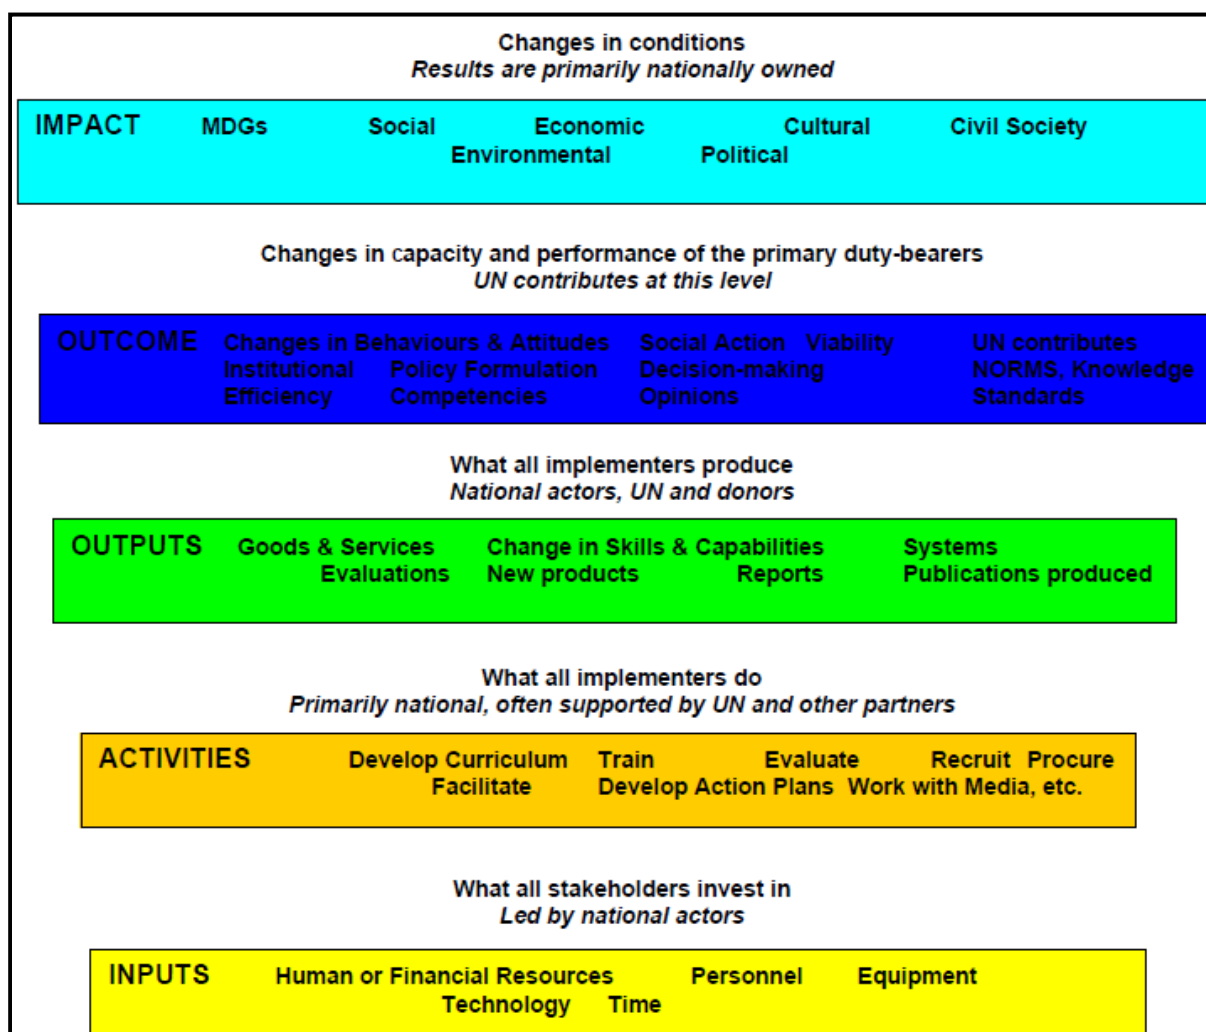 Changes in conditions
Results are primarily nationally owned
IMPACT MDGs Social Economic Cultural Civil Society
Environmental Political
Changes in capacity and performance of the primary duty-bearers
UN contributes at this level
OUTCOME Changes in Behaviours & Attitudes Social Action Viability UN contributes
Institutional Policy Formulation Decision-making NORMS, Knowledge
Efficiency Competencies Opinions Standards
What all implementers produce
National actors, UN and donors
OUTPUTS Goods & Services Change in Skills & Capabilities Systems
Evaluations New products Reports Publications produced
What all implementers do
Primarily national, often supported by UN and other partners
ACTIVITIES Develop Curriculum Train Evaluate Recruit Procure
Facilitate Develop Action Plans Work with Media, etc.
What all stakeholders invest in
Led by national actors
INPUTS Human or Financial Resources Personnel Equipment
Technology Time